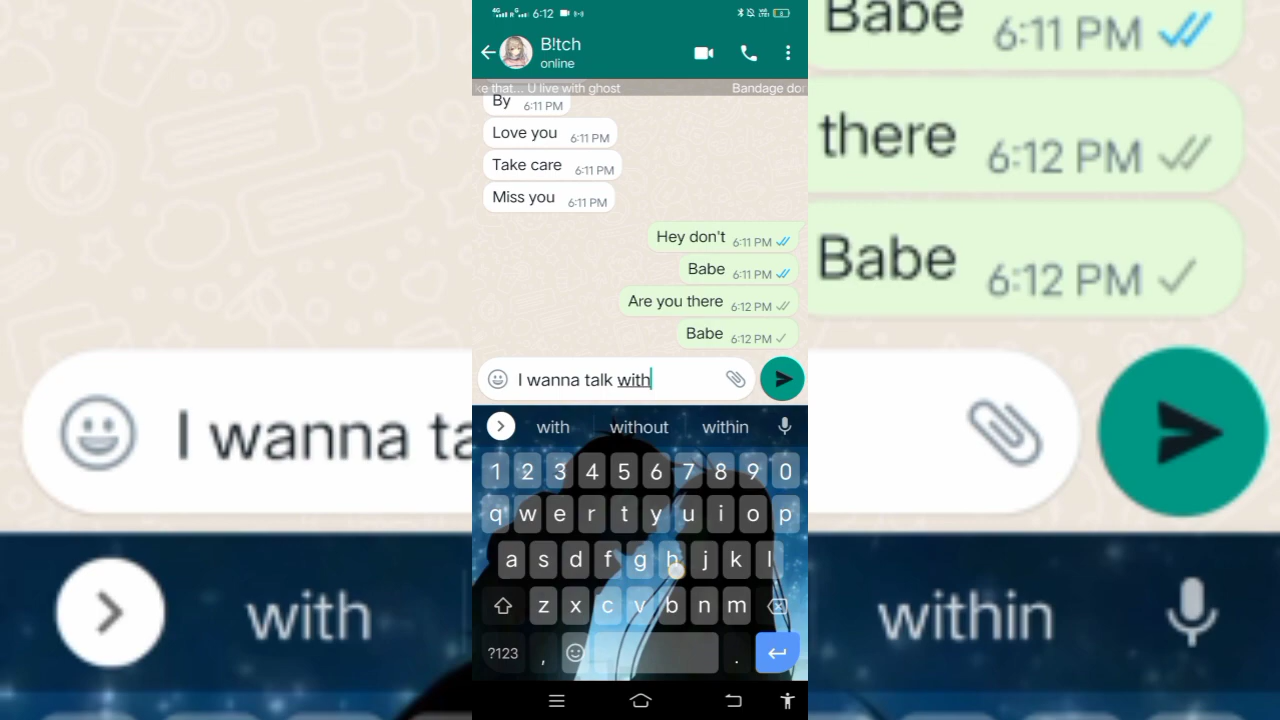 4G R G 6:12
B!tch
online
ke that... U live with ghost Bandage do
By 6:11 PM
Love you 6:11 PM
Take care 6:11 PM
Miss you 6:11 PM
Hey don't 6:11 PM
Babe 6:11 PM
Are you there 6:12 PM
Babe 6:12 PM
I wanna talk with
with without within
1 2 3 4 5 6 7 8 9 0
q w e r t y u i o p
a s d f g h j k l
z x c v b n m
?123 , .
Babe 6:11 PM
there 6:12 PM
Babe 6:12 PM
I wanna ta
with
within